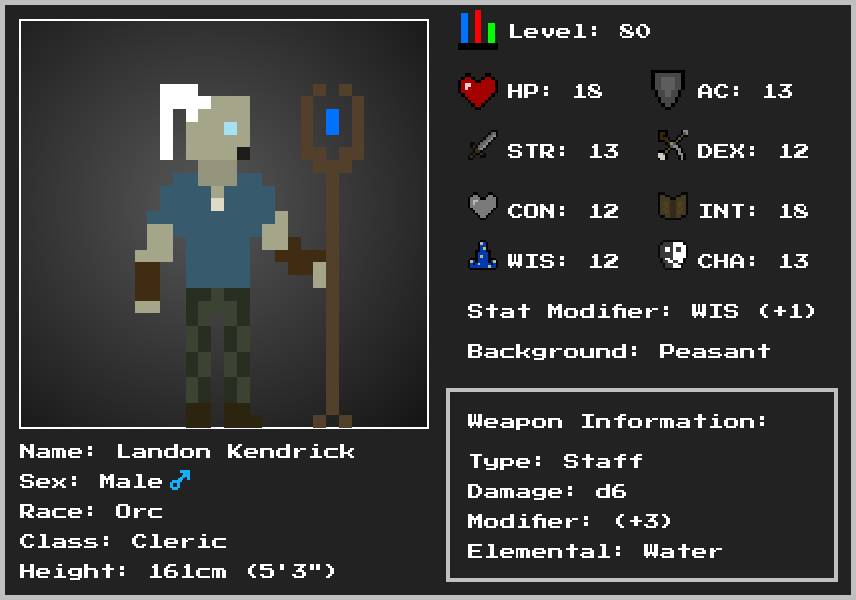 Level: 80
HP: 18
AC: 13
STR: 13
DEX: 12
CON: 12
INT: 18
WIS: 12
CHA: 13
Stat Modifier: WIS (+1)
Background: Peasant
Weapon Information:
Type: Staff
Damage: d6
Modifier: (+3)
Elemental: Water
Name: Landon Kendrick
Sex: Male♂
Race: Orc
Class: Cleric
Height: 161cm (5'3")